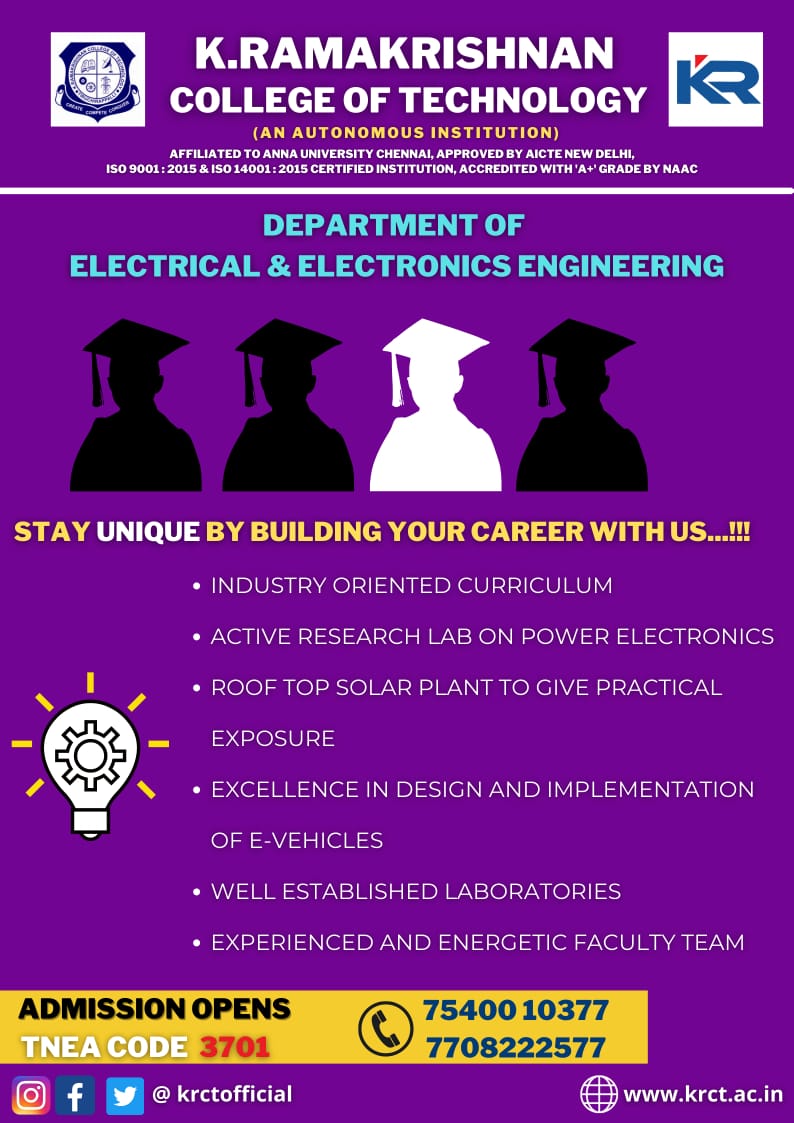 K.RAMAKRISHNAN
COLLEGE OF TECHNOLOGY
(AN AUTONOMOUS INSTITUTION)
AFFILIATED TO ANNA UNIVERSITY CHENNAI, APPROVED BY AICTE NEW DELHI,
ISO 9001 : 2015 & ISO 14001 : 2015 CERTIFIED INSTITUTION, ACCREDITED WITH 'A+' GRADE BY NAAC
KR
CREATE COMPETE CONQUER
DEPARTMENT OF
ELECTRICAL & ELECTRONICS ENGINEERING
STAY UNIQUE BY BUILDING YOUR CAREER WITH US...!!!
• INDUSTRY ORIENTED CURRICULUM
• ACTIVE RESEARCH LAB ON POWER ELECTRONICS
• ROOF TOP SOLAR PLANT TO GIVE PRACTICAL
EXPOSURE
• EXCELLENCE IN DESIGN AND IMPLEMENTATION
OF E-VEHICLES
• WELL ESTABLISHED LABORATORIES
• EXPERIENCED AND ENERGETIC FACULTY TEAM
ADMISSION OPENS
TNEA CODE 3701
75400 10377
7708222577
@ krctofficial
www.krct.ac.in